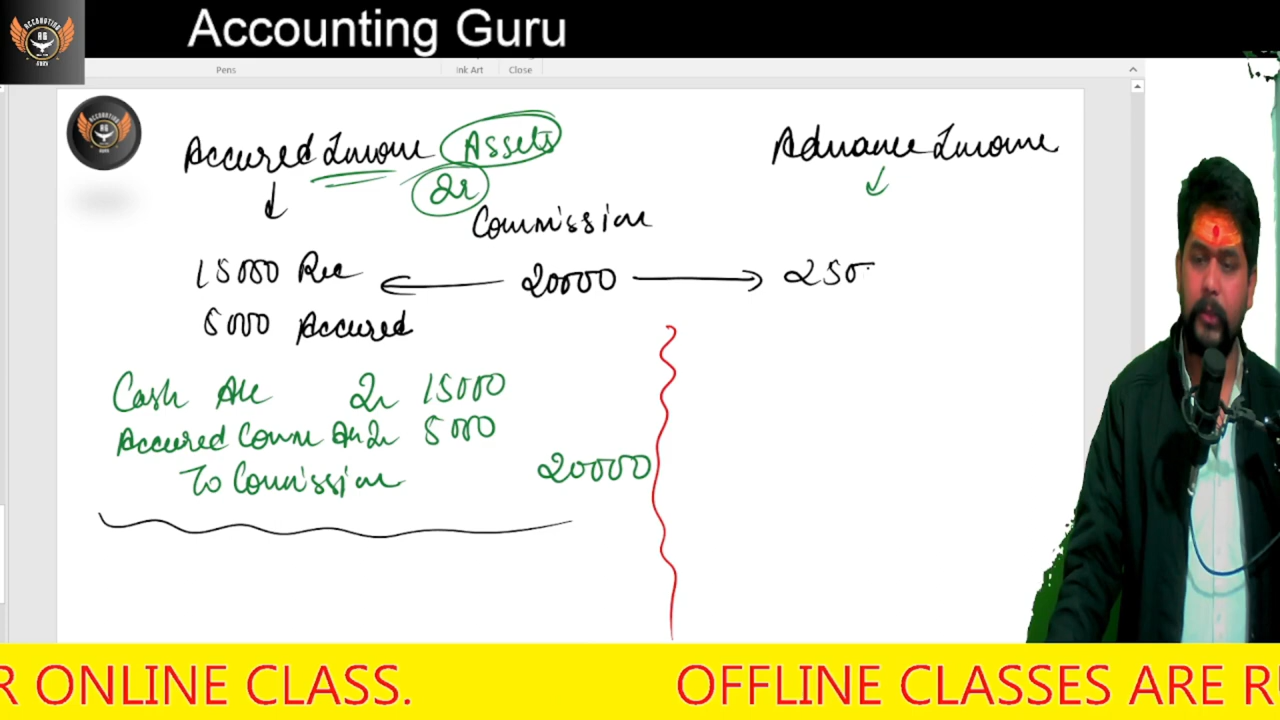 Accounting Guru
Pens
Ink Art
Close
Accured Income Assets
Dr
Advance Income
Commission
15000 Rec
20000
250
5000 Accured
Cash A/c Dr 15000
Accured Comm A/c Dr 5000
To Commission 20000
R ONLINE CLASS. OFFLINE CLASSES ARE R